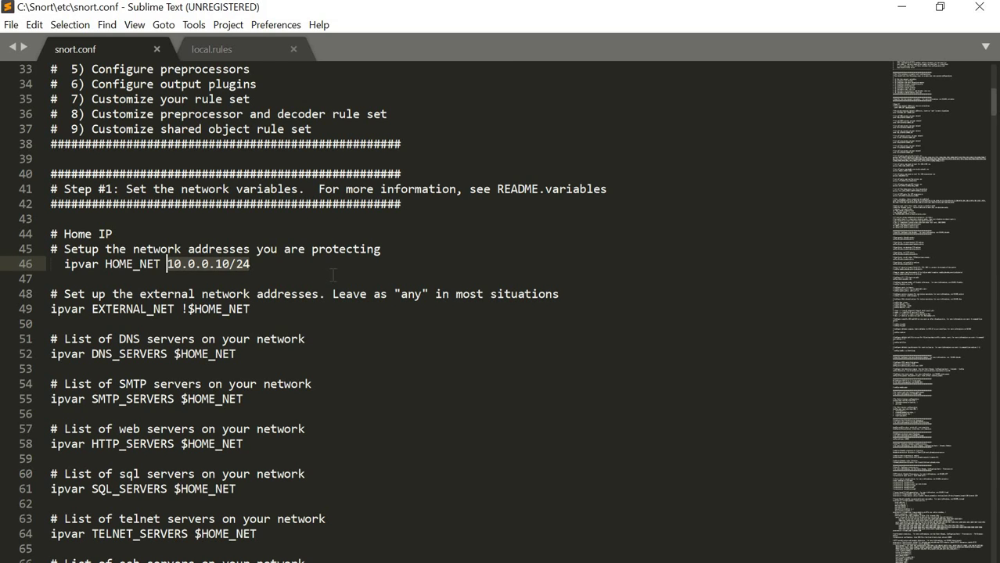 C:\Snort\etc\snort.conf - Sublime Text (UNREGISTERED)
File Edit Selection Find View Goto Tools Project Preferences Help
snort.conf × local.rules ×
33 # 5) Configure preprocessors
34 # 6) Configure output plugins
35 # 7) Customize your rule set
36 # 8) Customize preprocessor and decoder rule set
37 # 9) Customize shared object rule set
38 ###################################################
39
40 ###################################################
41 # Step #1: Set the network variables.  For more information, see README.variables
42 ###################################################
43
44 # Home IP
45 # Setup the network addresses you are protating
46 ipvar HOME_NET 10.0.0.10/24
47
48 # Set up the external network addresses. Leave as "any" in most situations
49 ipvar EXTERNAL_NET !$HOME_NET
50
51 # List of DNS servers on your network
52 ipvar DNS_SERVERS $HOME_NET
53
54 # List of SMTP servers on your network
55 ipvar SMTP_SERVERS $HOME_NET
56
57 # List of web servers on your network
58 ipvar HTTP_SERVERS $HOME_NET
59
60 # List of sql servers on your network
61 ipvar SQL_SERVERS $HOME_NET
62
63 # List of telnet servers on your network
64 ipvar TELNET_SERVERS $HOME_NET
65